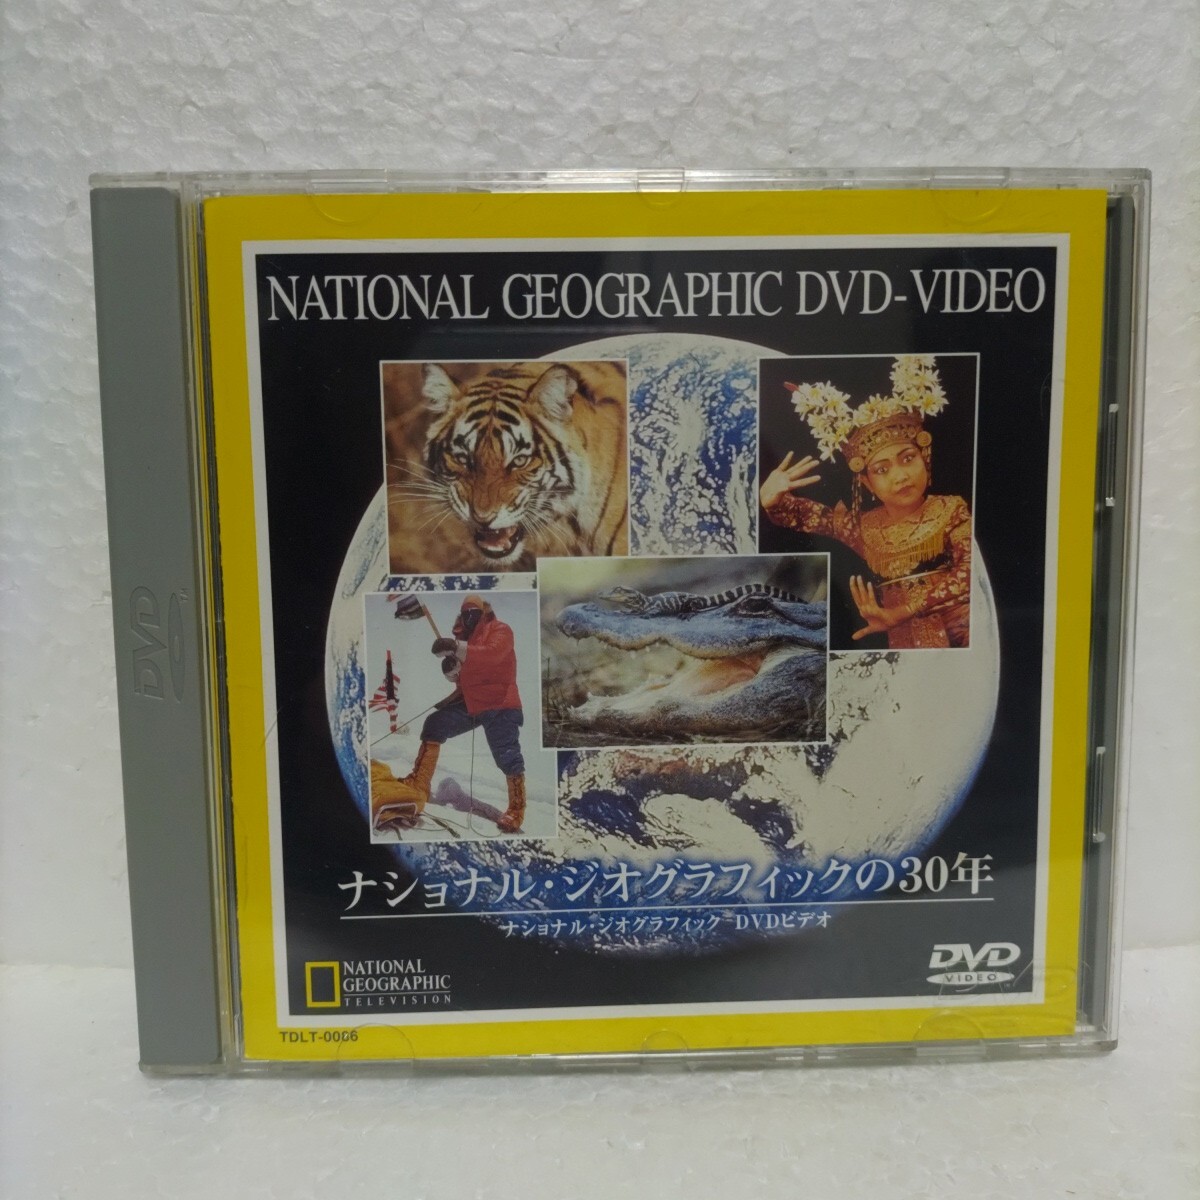 NATIONAL GEOGRAPHIC DVD-VIDEO
ナショナル・ジオグラフィックの30年
ナショナル・ジオグラフィック DVDビデオ
NATIONAL
GEOGRAPHIC
TELEVISION
DVD
VIDEO
TDLT-0006
DVD